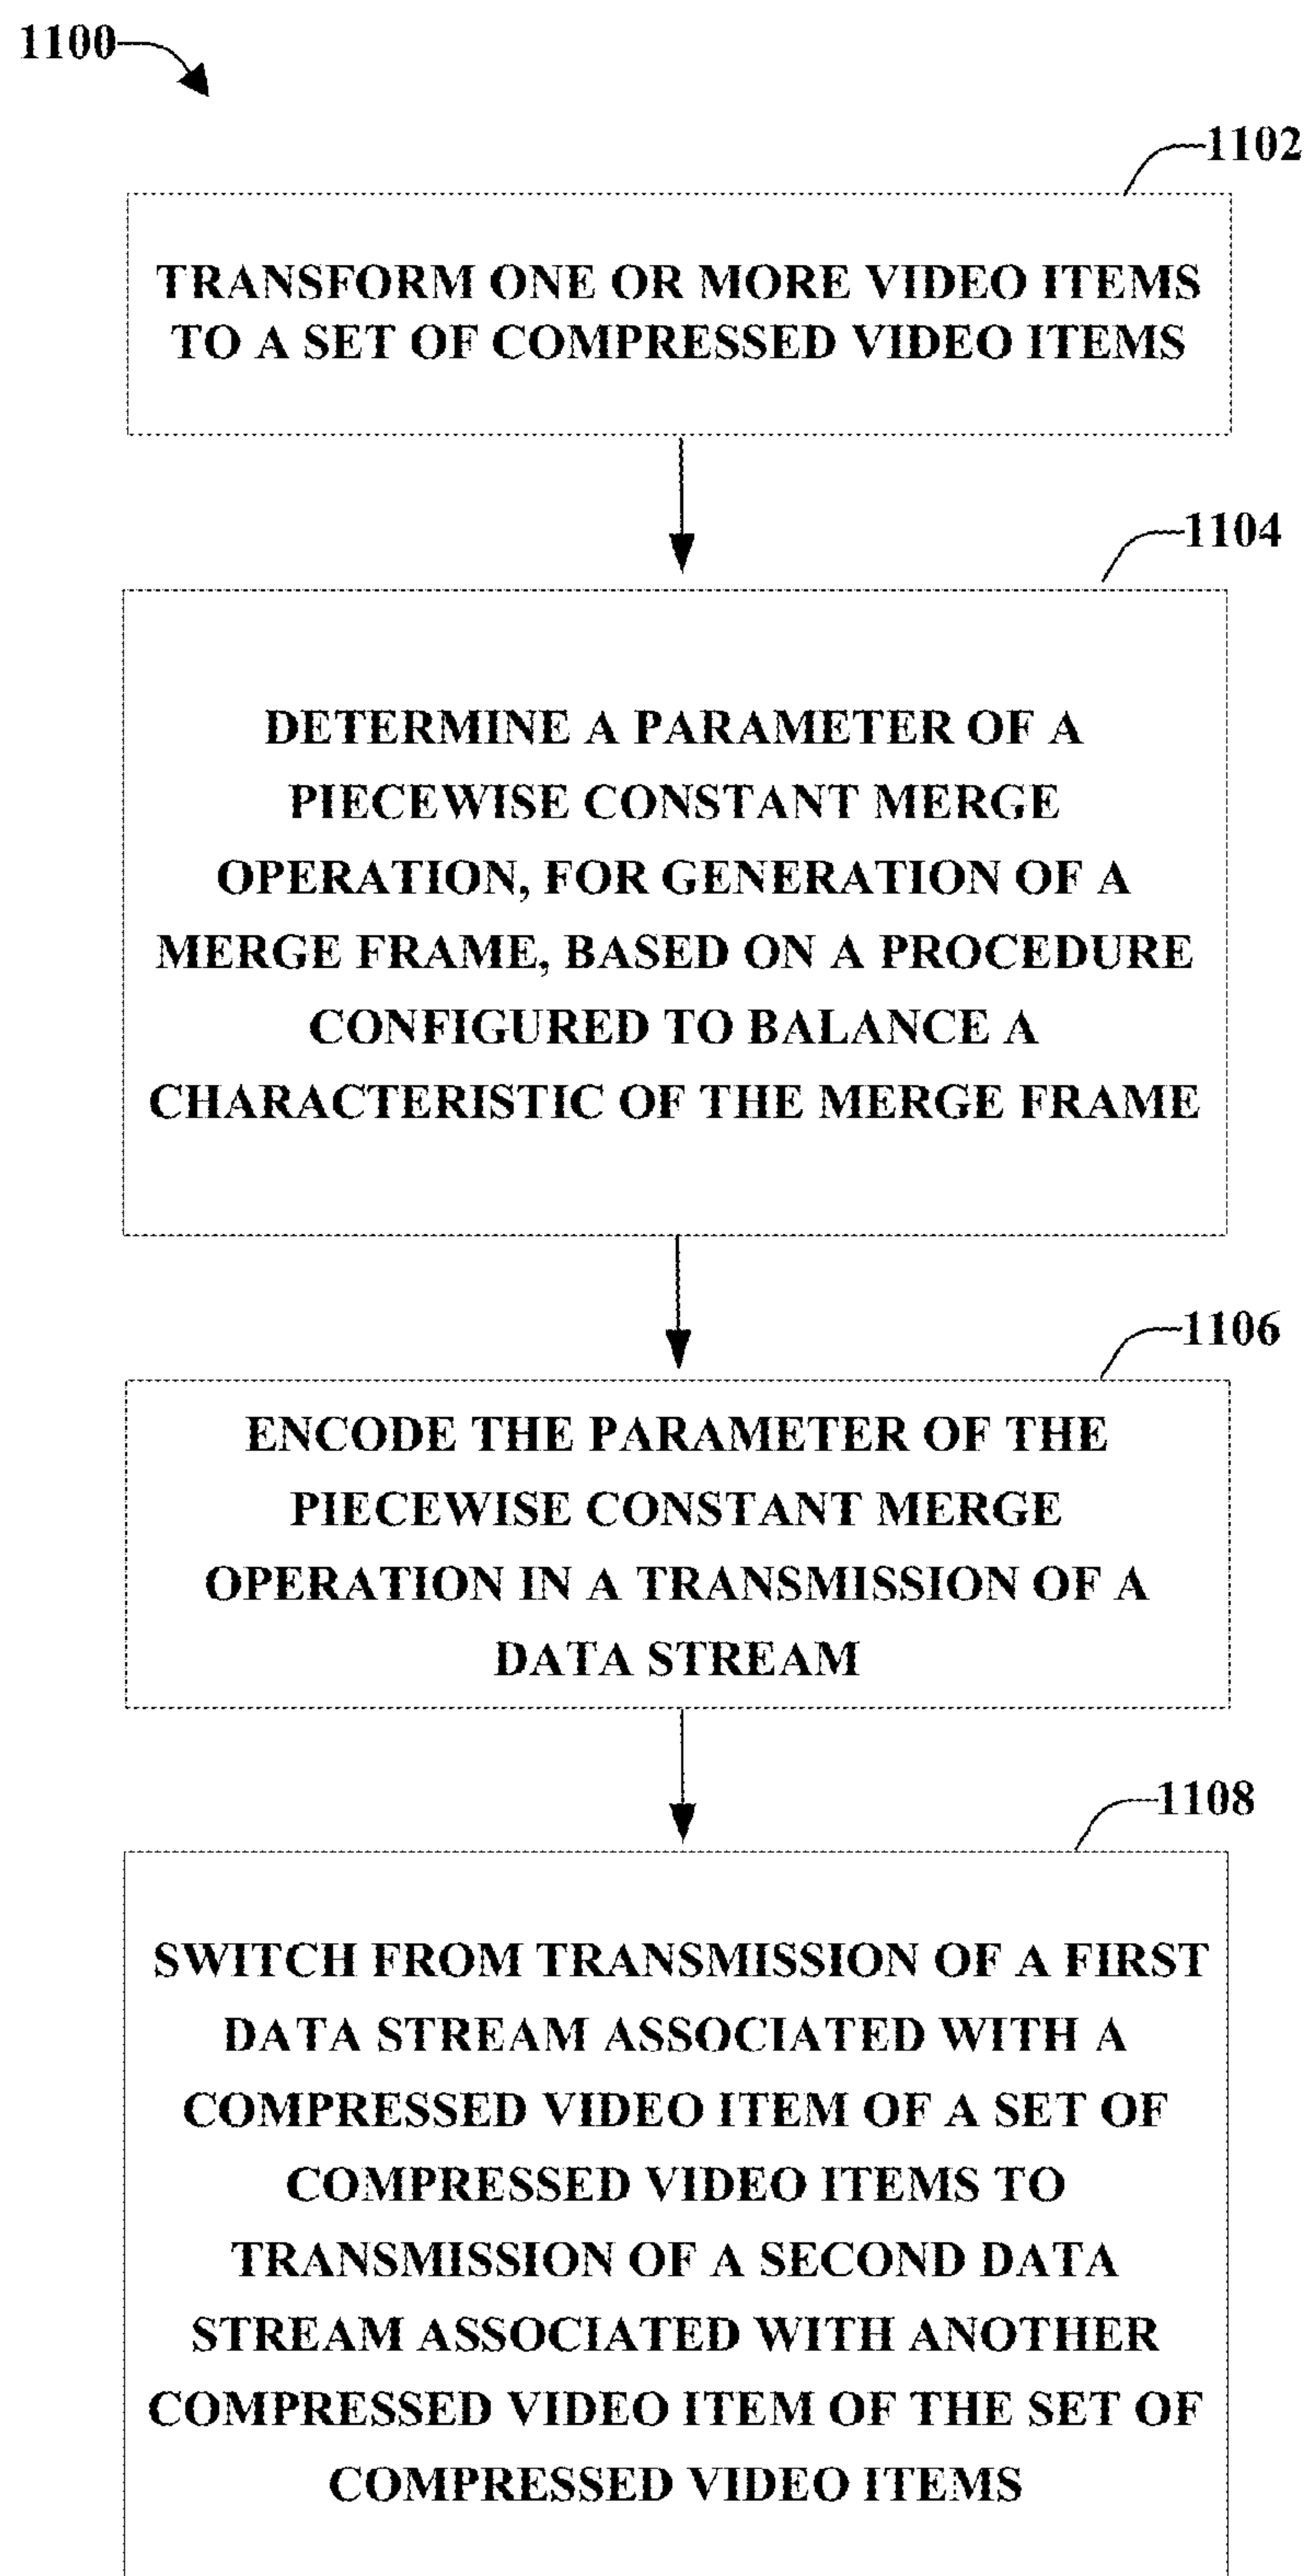 1100
1102
TRANSFORM ONE OR MORE VIDEO ITEMS
TO A SET OF COMPRESSED VIDEO ITEMS
1104
DETERMINE A PARAMETER OF A
PIECEWISE CONSTANT MERGE
OPERATION, FOR GENERATION OF A
MERGE FRAME, BASED ON A PROCEDURE
CONFIGURED TO BALANCE A
CHARACTERISTIC OF THE MERGE FRAME
1106
ENCODE THE PARAMETER OF THE
PIECEWISE CONSTANT MERGE
OPERATION IN A TRANSMISSION OF A
DATA STREAM
1108
SWITCH FROM TRANSMISSION OF A FIRST
DATA STREAM ASSOCIATED WITH A
COMPRESSED VIDEO ITEM OF A SET OF
COMPRESSED VIDEO ITEMS TO
TRANSMISSION OF A SECOND DATA
STREAM ASSOCIATED WITH ANOTHER
COMPRESSED VIDEO ITEM OF THE SET OF
COMPRESSED VIDEO ITEMS